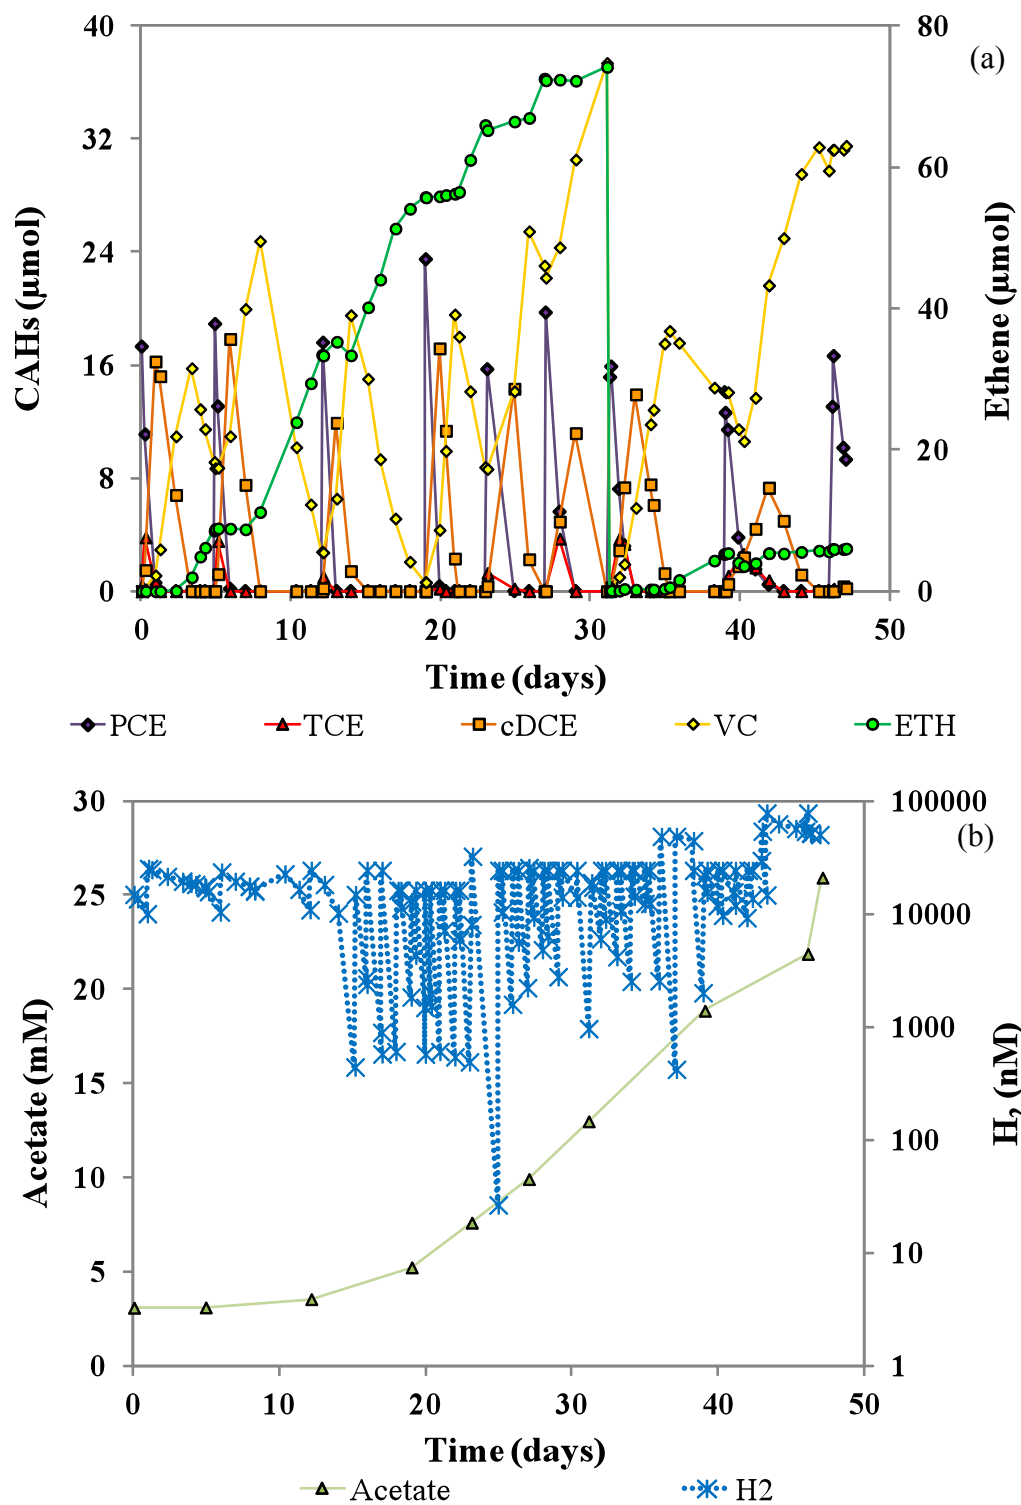 40
80
(a)
32
60
24
40
16
20
8
0
0
CAHs (µmol)
Ethene (µmol)
0
10
20
30
40
50
Time (days)
PCE
TCE
cDCE
VC
ETH
30
100000
(b)
25
10000
20
1000
15
100
10
10
5
0
1
Acetate (mM)
H2 (nM)
0
10
20
30
40
50
Time (days)
Acetate
H2